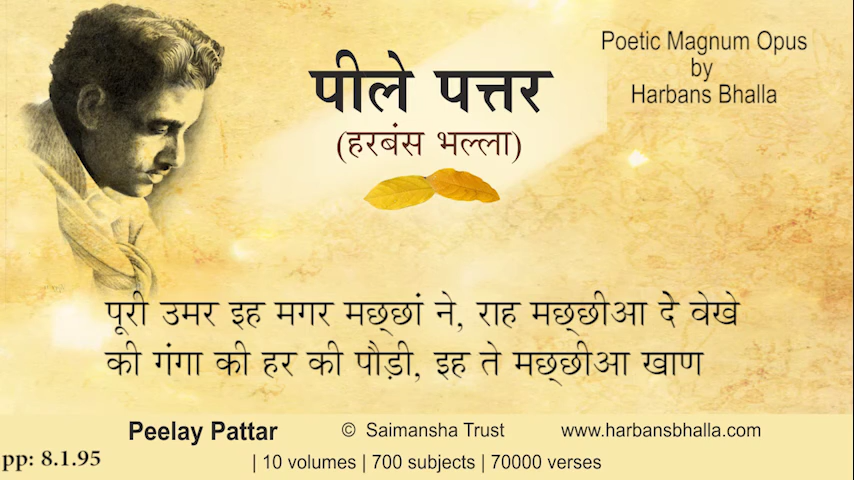 पीले पत्तर
(हरबंस भल्ला)
Poetic Magnum Opus
by
Harbans Bhalla
पूरी उमर इह मगर मछ्छां ने, राह मछ्छीआ दे वेखे
की गंगा की हर की पौड़ी, इह ते मछ्छीआ खाण
Peelay Pattar © Saimansha Trust www.harbansbhalla.com
pp: 8.1.95 | 10 volumes | 700 subjects | 70000 verses